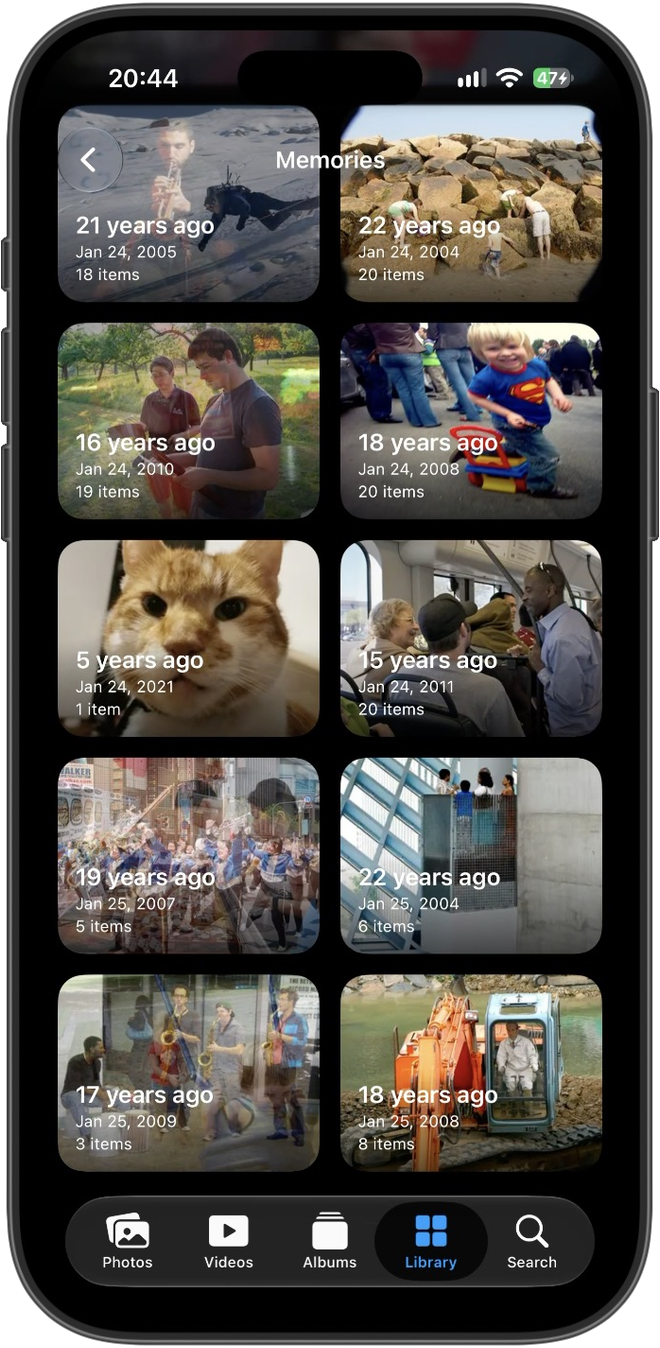 20:44
47
Memories
21 years ago
Jan 24, 2005
18 items
22 years ago
Jan 24, 2004
20 items
16 years ago
Jan 24, 2010
19 items
18 years ago
Jan 24, 2008
20 items
5 years ago
Jan 24, 2021
1 item
15 years ago
Jan 24, 2011
20 items
WALKER
19 years ago
Jan 25, 2007
5 items
22 years ago
Jan 25, 2004
6 items
17 years ago
Jan 25, 2009
3 items
18 years ago
Jan 25, 2008
8 items
Photos
Videos
Albums
Library
Search